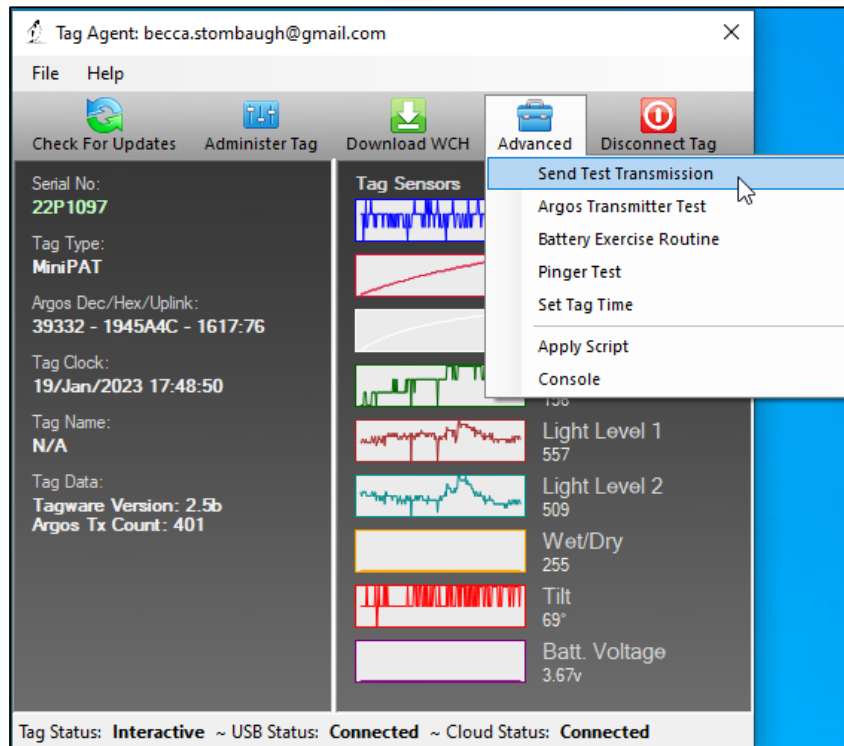 Tag Agent: becca.stombaugh@gmail.com
File Help
Check For Updates Administer Tag Download WCH Advanced Disconnect Tag
Serial No:
22P1097
Tag Type:
MiniPAT
Argos Dec/Hex/Uplink:
39332 - 1945A4C - 1617:76
Tag Clock:
19/Jan/2023 17:48:50
Tag Name:
N/A
Tag Data:
Tagware Version: 2.5b
Argos Tx Count: 401
Tag Sensors
Send Test Transmission
Argos Transmitter Test
Battery Exercise Routine
Pinger Test
Set Tag Time
Apply Script
Console
Light Level 1
557
Light Level 2
509
Wet/Dry
255
Tilt
69°
Batt. Voltage
3.67v
Tag Status: Interactive ~ USB Status: Connected ~ Cloud Status: Connected